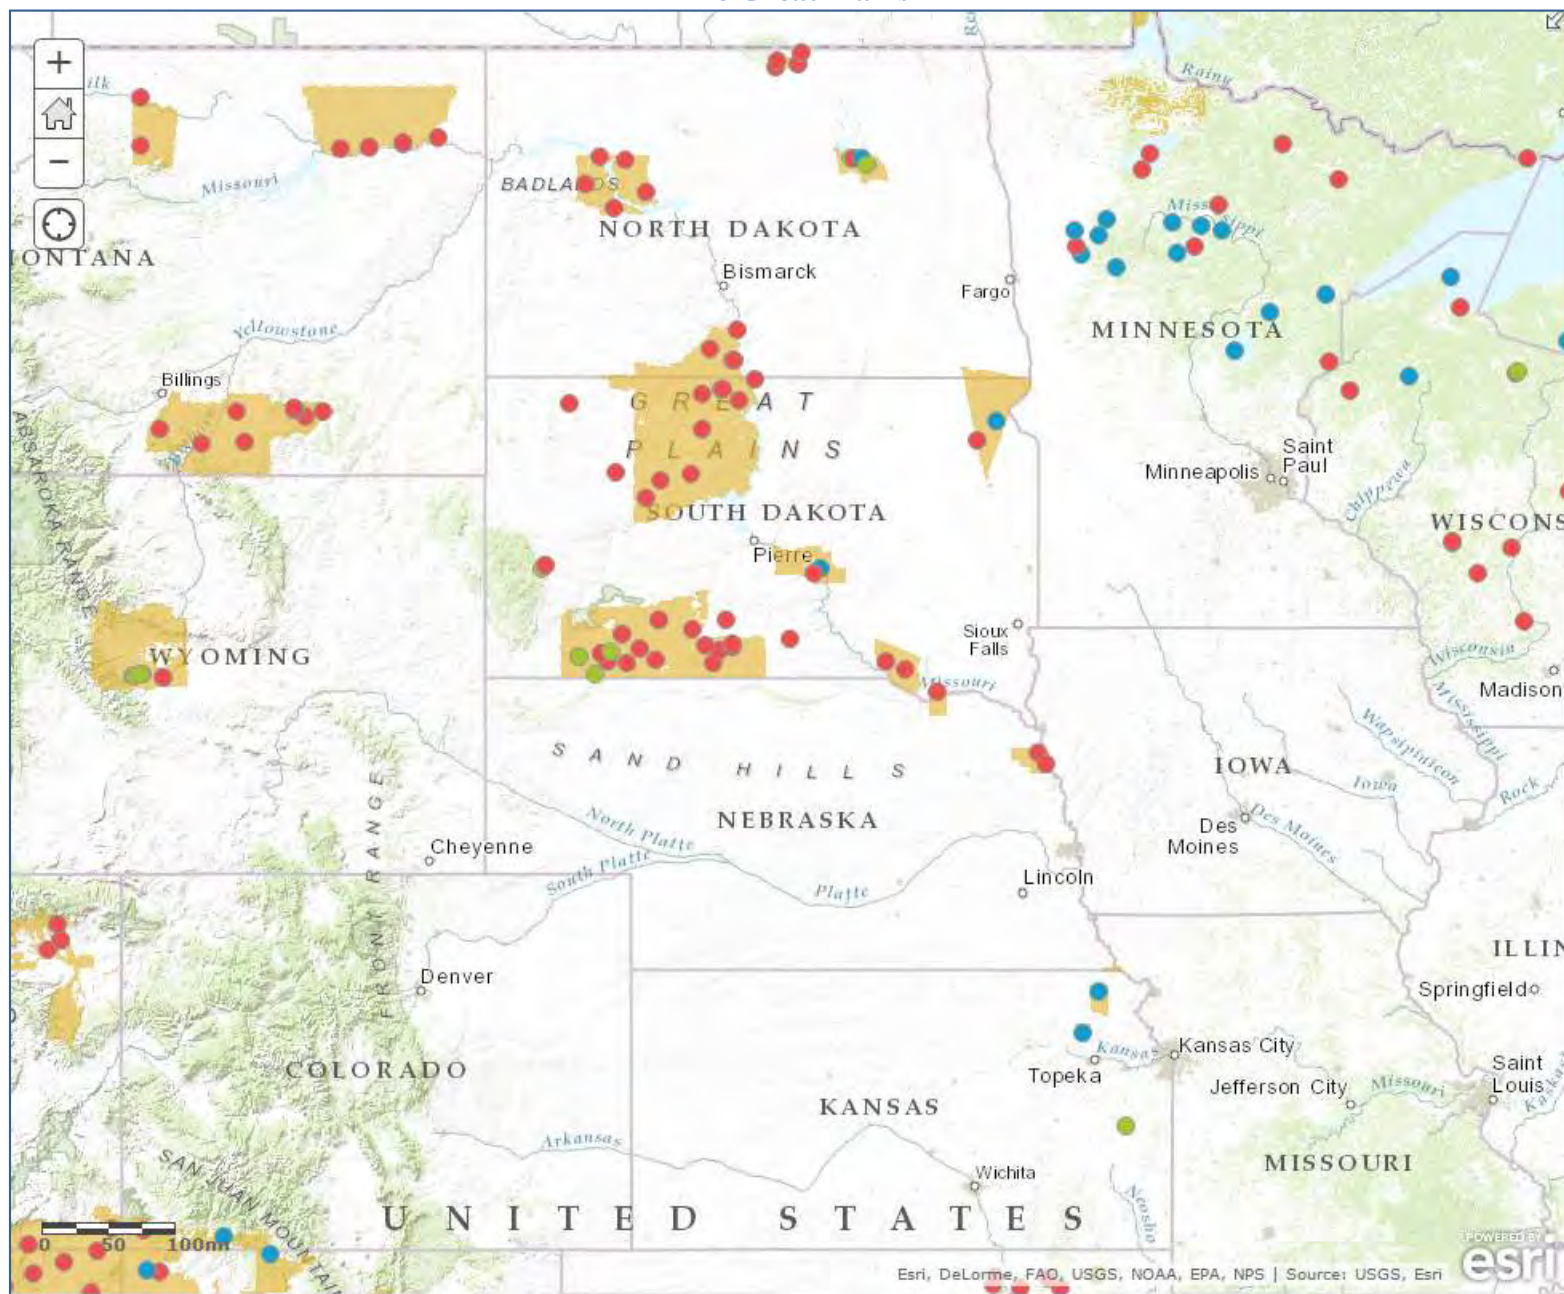 +
ilk
Rainy
Missouri
BADLANDS
NORTH DAKOTA
Mississippi
Bismarck
Fargo
Yellowstone
MINNESOTA
Billings
GREAT
PLAINS
Saint
Paul
Minneapolis
Chippewa
ABSAROKA RANGE
SOUTH DAKOTA
WISCONS
Pierre
Sioux
Falls
WYOMING
Wisconsin
Missouri
Madison
Mississippi
Wapsipinicon
SAND HILLS
IOWA
Iowa
Rock
NEBRASKA
North Platte
Des
Moines
Des Moines
Cheyenne
South Platte
FRONT RANGE
Platte
Lincoln
ILLIN
Denver
Springfield
Kansas
Kansas City
COLORADO
Topeka
Jefferson City
Missouri
Saint
Louis
KANSAS
Arkansas
MISSOURI
SAN JUAN MOUNTAIN
Wichita
Neosho
UNITED STATES
0 50
POWERED BY
esri
Esri, DeLorme, FAO, USGS, NOAA, EPA, NPS | Source: USGS, Esri